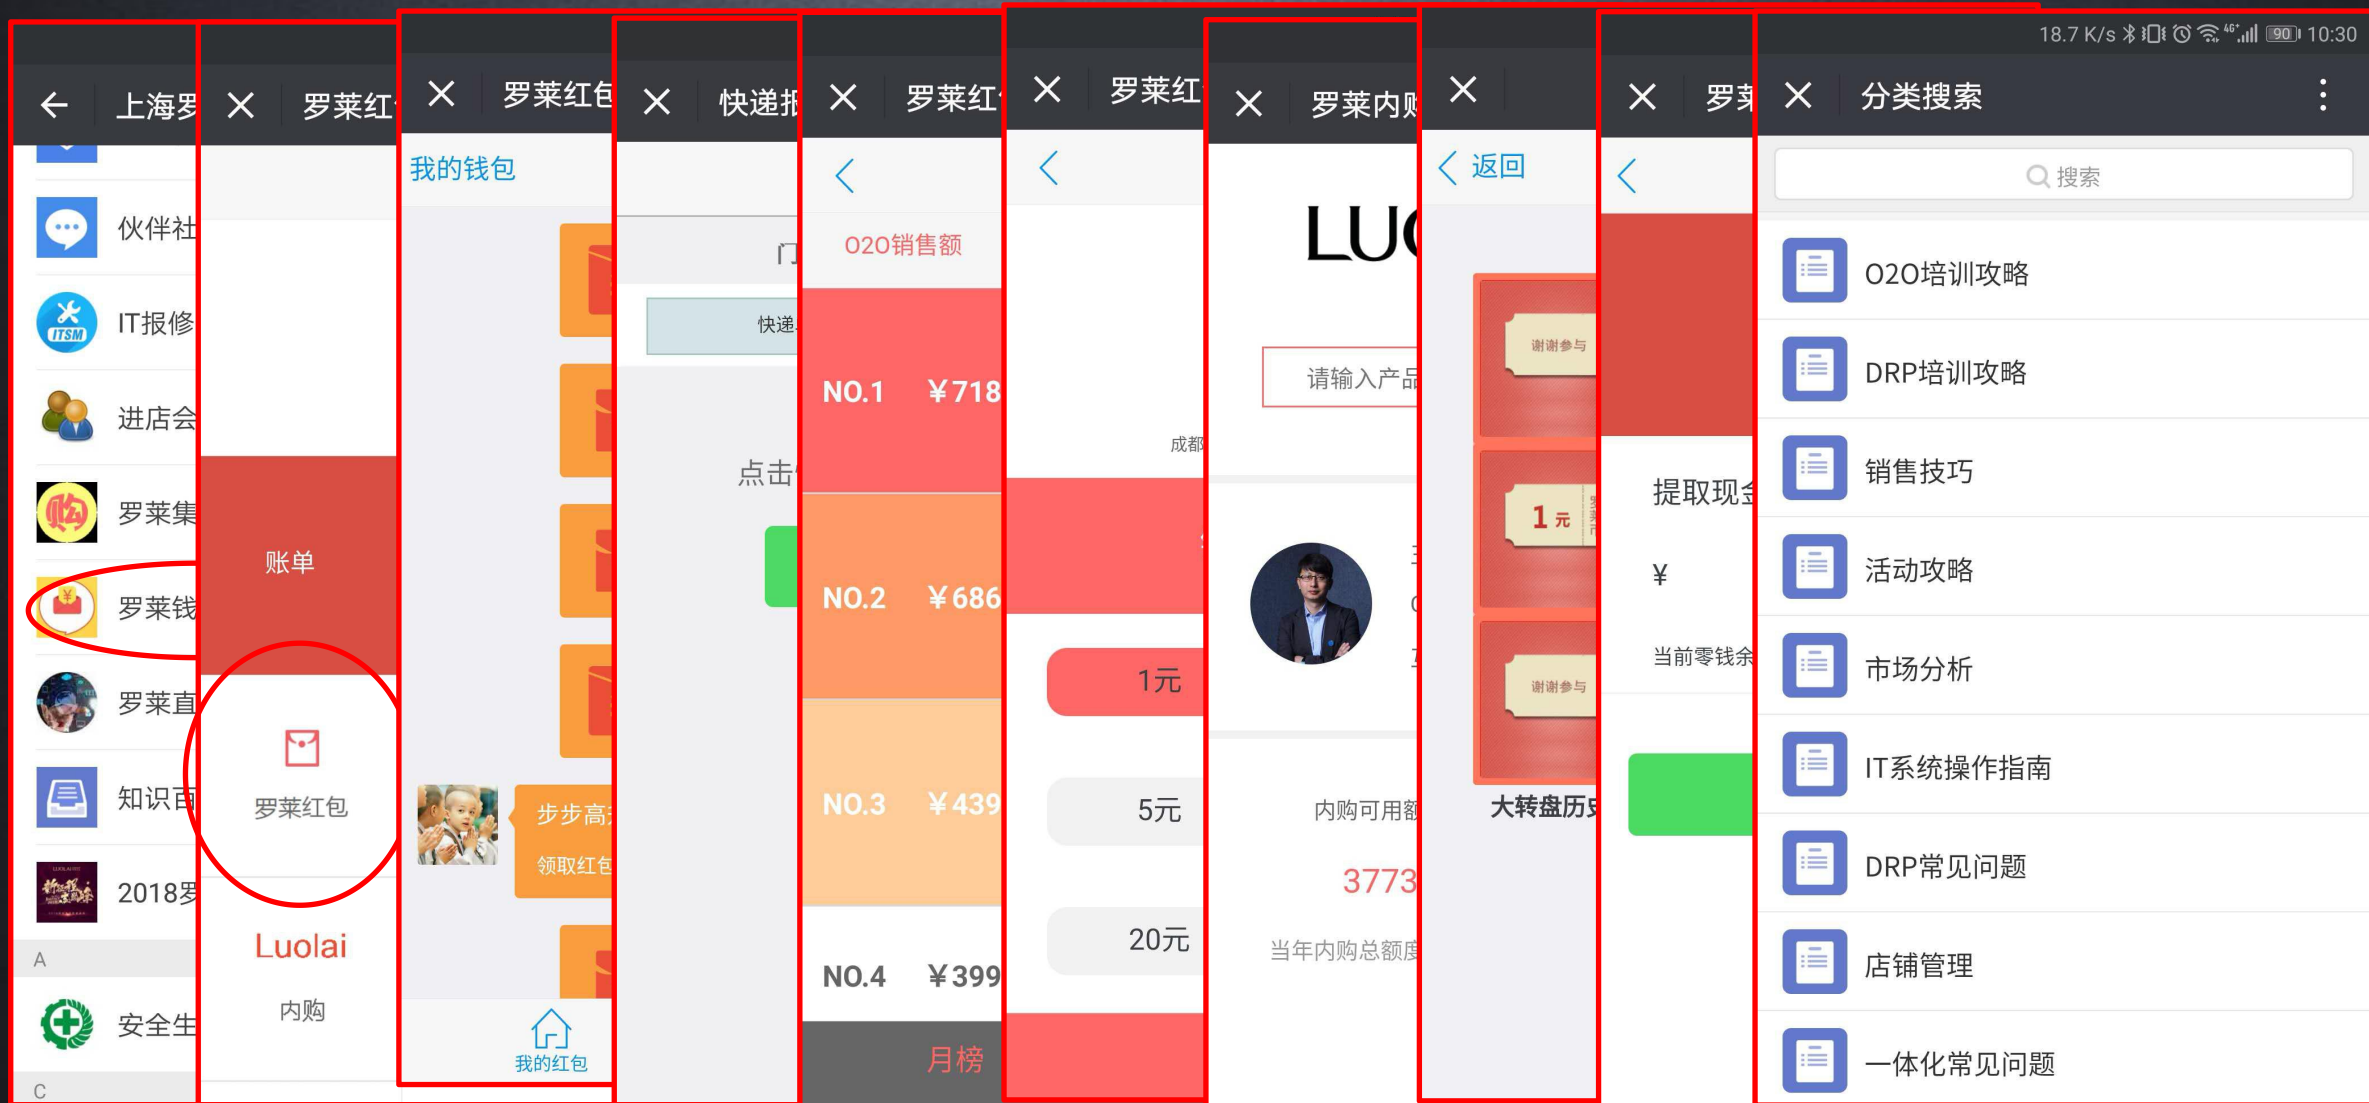 18.7 K/s 4G+ 90 10:30
上海罗
伙伴社
IT报修
ITSM
进店会
购
罗莱集
罗莱钱
罗莱直
知识百
2018罗
A
安全生
C
罗莱红
账单
罗莱红包
Luolai
内购
罗莱红包
我的钱包
步步高
领取红包
我的红包
快递
门
快递
点击
罗莱红
O2O销售额
NO.1 ￥718
NO.2 ￥686
NO.3 ￥439
NO.4 ￥399
月榜
罗莱红
成都
1元
5元
20元
罗莱内购
LUO
请输入产品
内购可用额
3773
当年内购总额度
返回
谢谢参与
1元
谢谢参与
大转盘历史
罗莱
提取现金
¥
当前零钱余
分类搜索
搜索
O2O培训攻略
DRP培训攻略
销售技巧
活动攻略
市场分析
IT系统操作指南
DRP常见问题
店铺管理
一体化常见问题